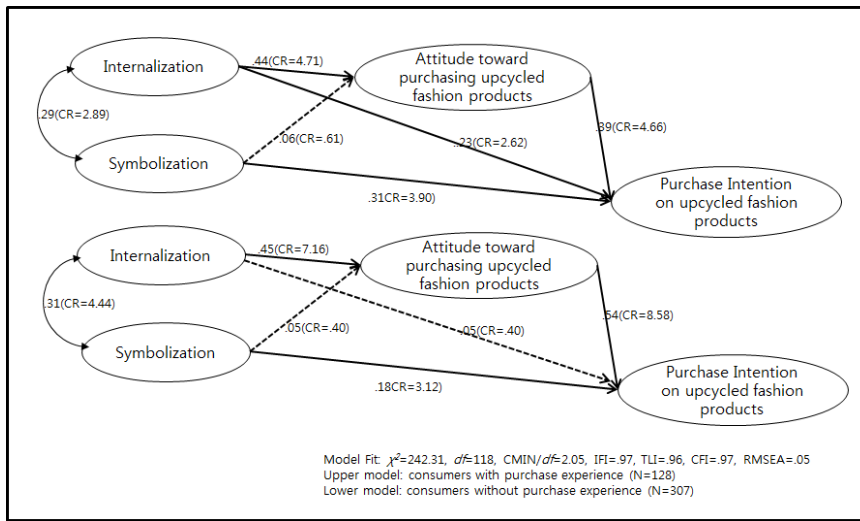 Internalization
.44(CR=4.71)
Attitude toward
purchasing upcycled
fashion products
.29(CR=2.89)
.06(CR=.61)
.23(CR=2.62)
.39(CR=4.66)
Symbolization
.31(CR=3.90)
Purchase Intention
on upcycled fashion
products
Internalization
.45(CR=7.16)
Attitude toward
purchasing upcycled
fashion products
.31(CR=4.44)
.05(CR=.40)
.05(CR=.40)
.54(CR=8.58)
Symbolization
.18CR=3.12)
Purchase Intention
on upcycled fashion
products
Model Fit: χ²=242.31, df=118, CMIN/df=2.05, IFI=.97, TLI=.96, CFI=.97, RMSEA=.05
Upper model: consumers with purchase experience (N=128)
Lower model: consumers without purchase experience (N=307)